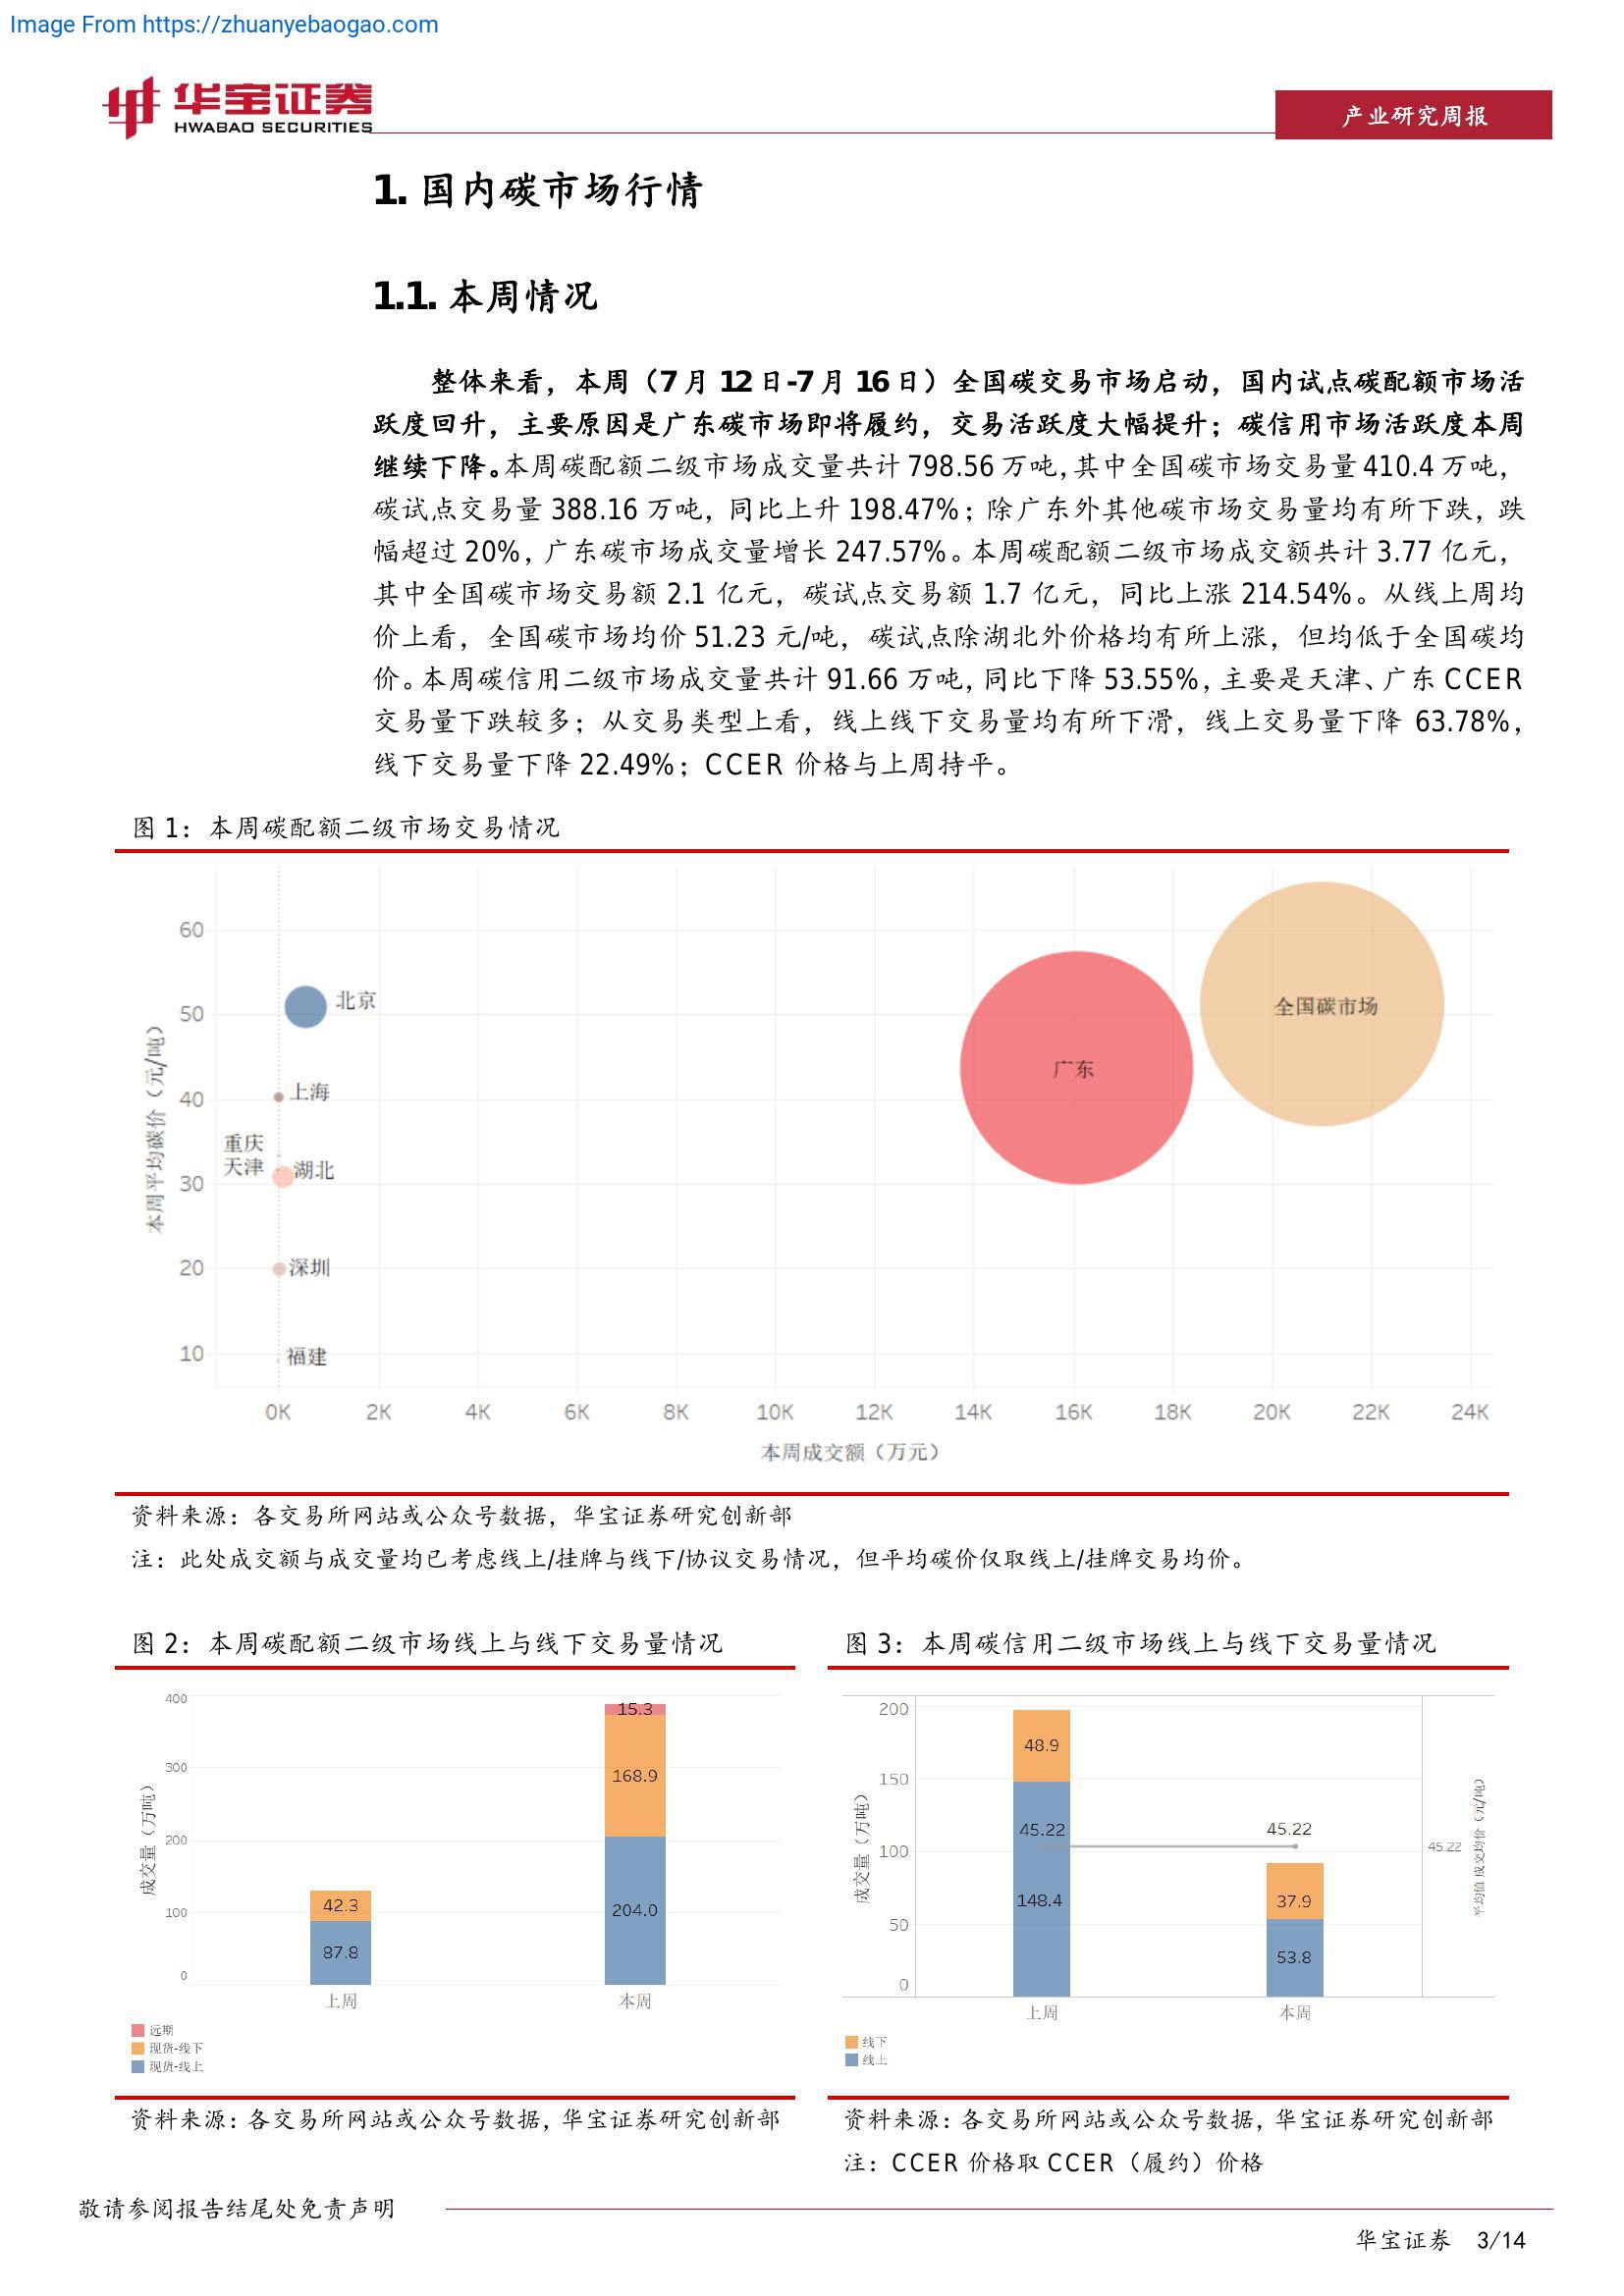 Image From https://zhuanyebaogao.com
华宝证券
HWABAO SECURITIES
产业研究周报
1. 国内碳市场行情
1.1. 本周情况
整体来看，本周（7 月 12 日-7 月 16 日）全国碳交易市场启动，国内试点碳配额市场活
跃度回升，主要原因是广东碳市场即将履约，交易活跃度大幅提升；碳信用市场活跃度本周
继续下降。本周碳配额二级市场成交量共计 798.56 万吨，其中全国碳市场交易量 410.4 万吨，
碳试点交易量 388.16 万吨，同比上升 198.47%；除广东外其他碳市场交易量均有所下跌，跌
幅超过 20%，广东碳市场成交量增长 247.57%。本周碳配额二级市场成交额共计 3.77 亿元，
其中全国碳市场交易额 2.1 亿元，碳试点交易额 1.7 亿元，同比上涨 214.54%。从线上周均
价上看，全国碳市场均价 51.23 元/吨，碳试点除湖北外价格均有所上涨，但均低于全国碳均
价。本周碳信用二级市场成交量共计 91.66 万吨，同比下降 53.55%，主要是天津、广东 CCER
交易量下跌较多；从交易类型上看，线上线下交易量均有所下滑，线上交易量下降 63.78%，
线下交易量下降 22.49%；CCER 价格与上周持平。
图 1：本周碳配额二级市场交易情况
本周平均碳价（元/吨）
60
50
40
30
20
10
北京
上海
重庆
天津
湖北
深圳
福建
广东
全国碳市场
0K 2K 4K 6K 8K 10K 12K 14K 16K 18K 20K 22K 24K
本周成交额（万元）
资料来源：各交易所网站或公众号数据，华宝证券研究创新部
注：此处成交额与成交量均已考虑线上/挂牌与线下/协议交易情况，但平均碳价仅取线上/挂牌交易均价。
图 2：本周碳配额二级市场线上与线下交易量情况
成交量（万吨）
400
300
200
100
0
42.3
87.8
15.3
168.9
204.0
上周 本周
远期
现货-线下
现货-线上
资料来源：各交易所网站或公众号数据，华宝证券研究创新部
图 3：本周碳信用二级市场线上与线下交易量情况
成交量（万吨）
200
150
100
50
0
48.9
45.22
148.4
45.22
37.9
53.8
45.22
平均值 成交均价（元/吨）
上周 本周
线下
线上
资料来源：各交易所网站或公众号数据，华宝证券研究创新部
注：CCER 价格取 CCER（履约）价格
敬请参阅报告结尾处免责声明
华宝证券 3/14